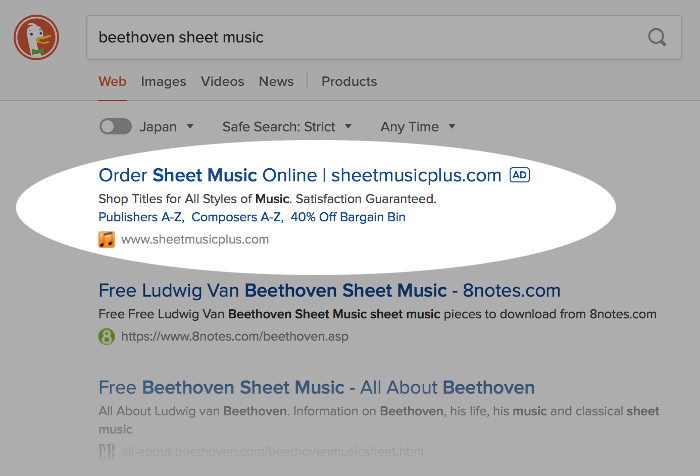 beethoven sheet music
Web Images Videos News Products
Japan Safe Search: Strict Any Time
Order Sheet Music Online | sheetmusicplus.com AD
Shop Titles for All Styles of Music. Satisfaction Guaranteed.
Publishers A-Z, Composers A-Z, 40% Off Bargain Bin
www.sheetmusicplus.com
Free Ludwig Van Beethoven Sheet Music - 8notes.com
Free Free Ludwig Van Beethoven Sheet Music sheet music pieces to download from 8notes.com
8 https://www.8notes.com/beethoven.asp
Free Beethoven Sheet Music - All About Beethoven
All About Ludwig van Beethoven. Information on Beethoven, his life, his music and classical sheet
music
all-about-beethoven.com/beethovenmusicsheet.html